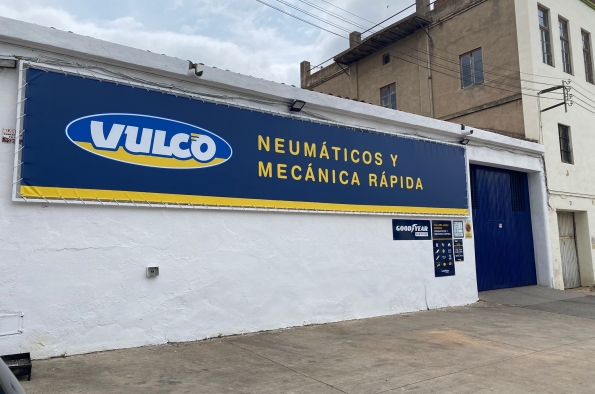 VULCO
NEUMÁTICOS Y
MECÁNICA RÁPIDA
GOODYEAR